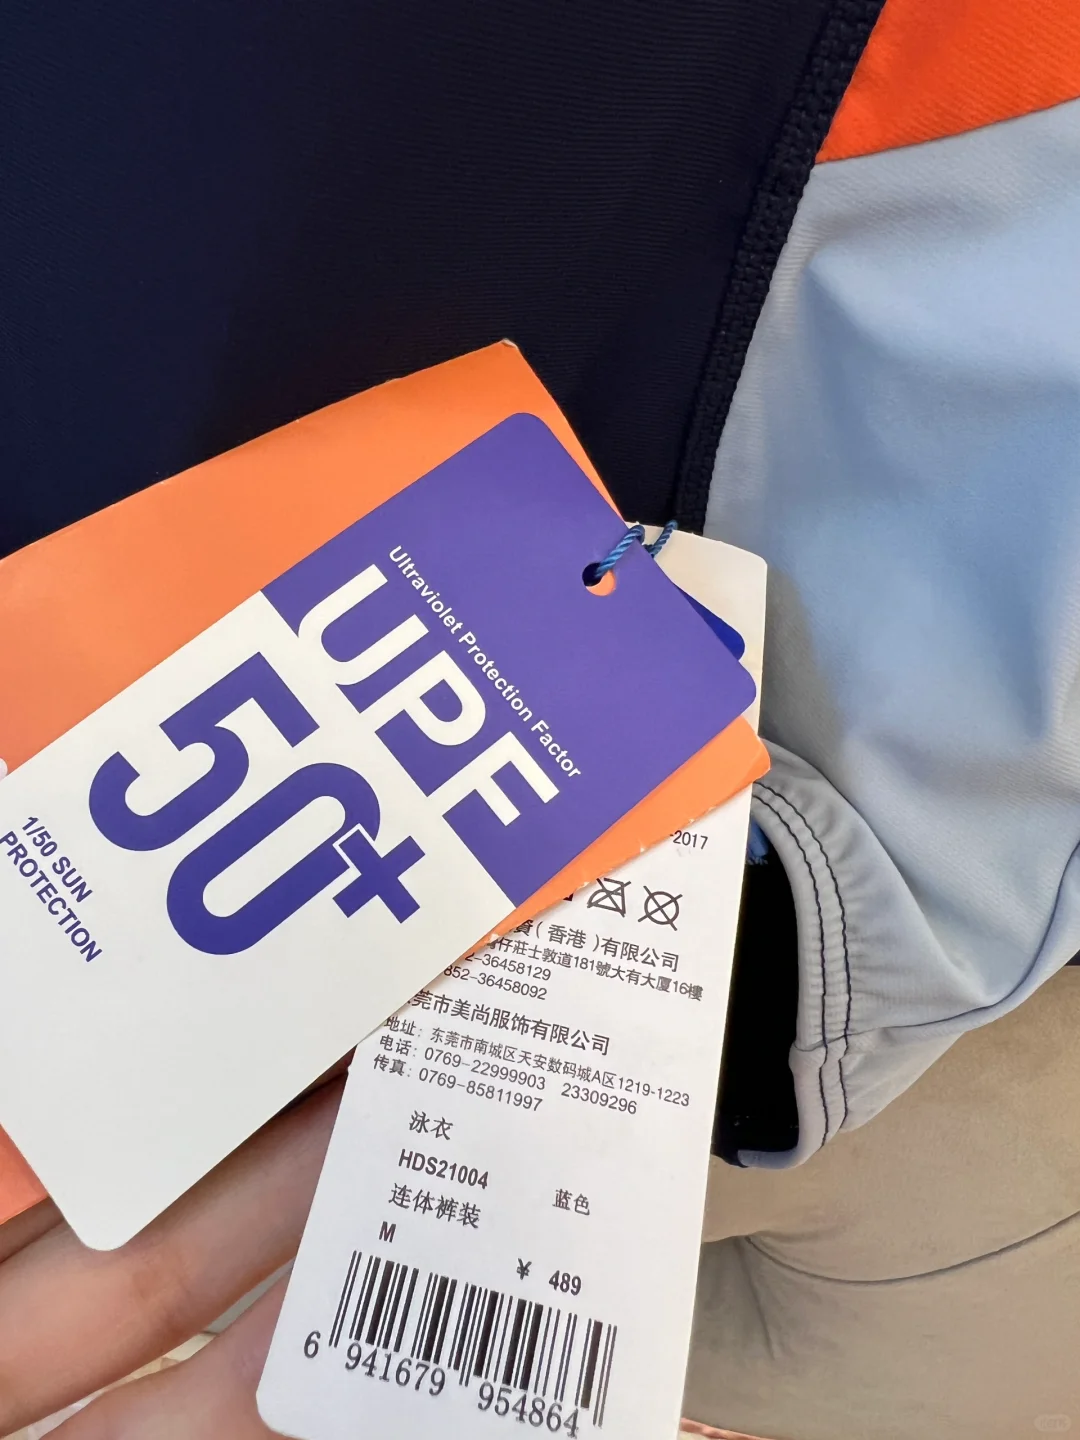 Ultraviolet Protection Factor
UPF
50+
1/50 SUN
PROTECTION
-2017
資(香港)有限公司
仔莊士敦道181號大有大厦16樓
2-36458129
852-36458092
莞市美尚服饰有限公司
地址：东莞市南城区天安数码城A区1219-1223
电话：0769-22999903 23309296
传真：0769-85811997
泳衣
HDS21004 蓝色
连体裤装
M
¥ 489
6 941679 954864